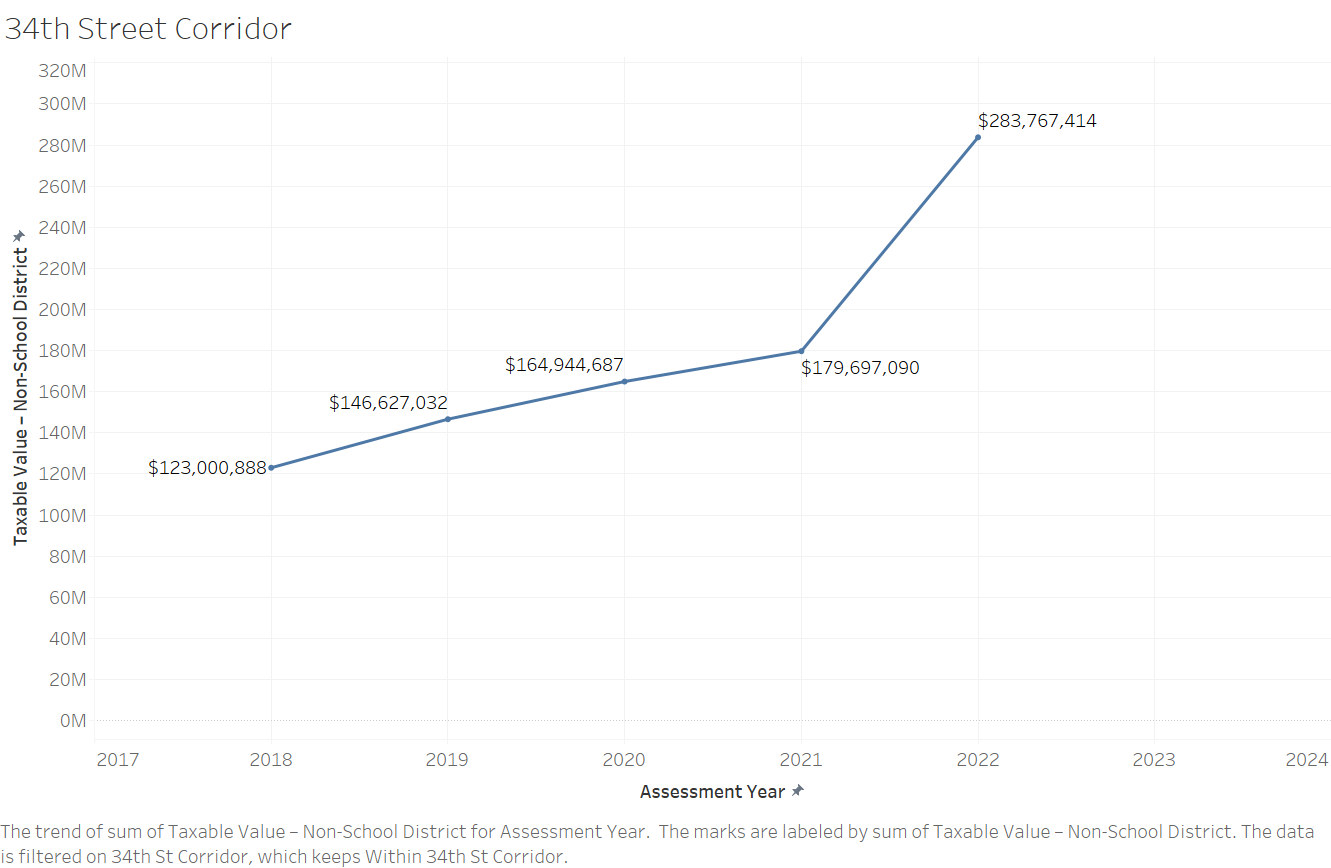 34th Street Corridor
320M
300M
280M
260M
240M
220M
200M
180M
160M
140M
120M
100M
80M
60M
40M
20M
0M
Taxable Value – Non-School District
$123,000,888
$146,627,032
$164,944,687
$179,697,090
$283,767,414
2017 2018 2019 2020 2021 2022 2023 2024
Assessment Year
The trend of sum of Taxable Value – Non-School District for Assessment Year.  The marks are labeled by sum of Taxable Value – Non-School District. The data
is filtered on 34th St Corridor, which keeps Within 34th St Corridor.